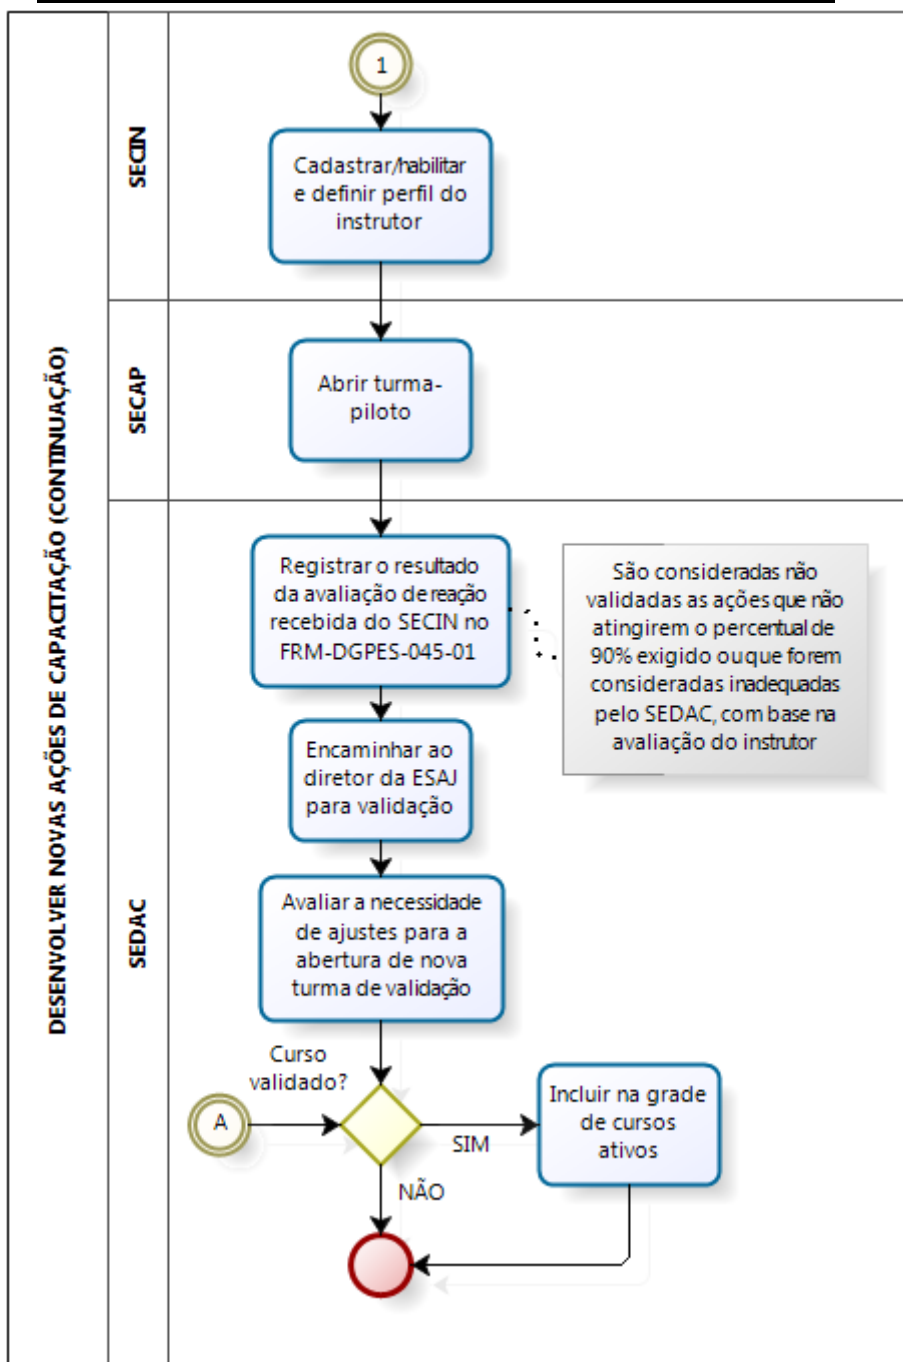 DESENVOLVER NOVAS AÇÕES DE CAPACITAÇÃO (CONTINUAÇÃO)
SECIN
1
Cadastrar/habilitar
e definir perfil do
instrutor
SECAP
Abrir turma-
piloto
SEDAC
Registrar o resultado
da avaliação de reação
recebida do SECIN no
FRM-DGPES-045-01
São consideradas não
validadas as ações que não
atingirem o percentual de
90% exigido ou que forem
consideradas inadequadas
pelo SEDAC, com base na
avaliação do instrutor
Encaminhar ao
diretor da ESAJ
para validação
Avaliar a necessidade
de ajustes para a
abertura de nova
turma de validação
Curso
validado?
A
SIM
Incluir na grade
de cursos
ativos
NÃO